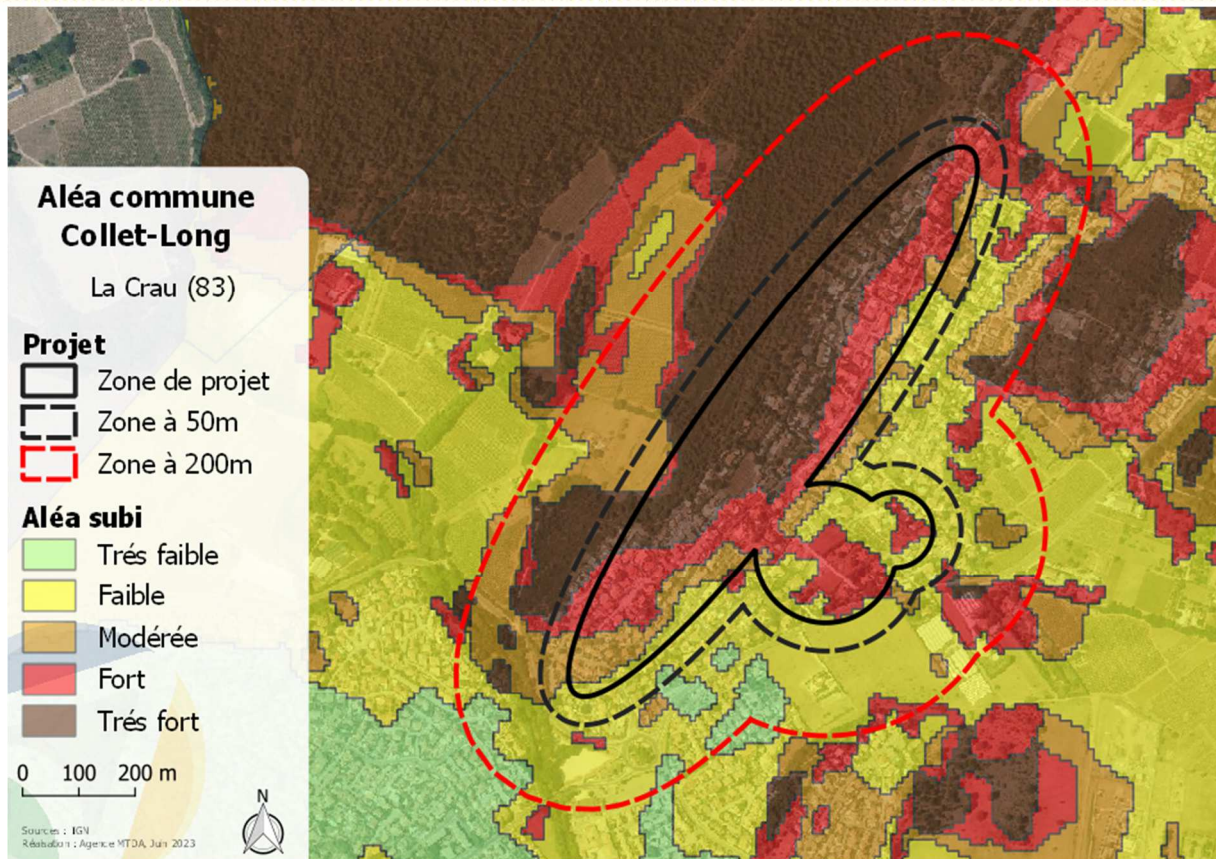 Aléa commune
Collet-Long
La Crau (83)
Projet
Zone de projet
Zone à 50m
Zone à 200m
Aléa subi
Trés faible
Faible
Modérée
Fort
Trés fort
0 100 200 m
N
Sources : IGN
Réalisation : Agence MTDA, Juin 2023